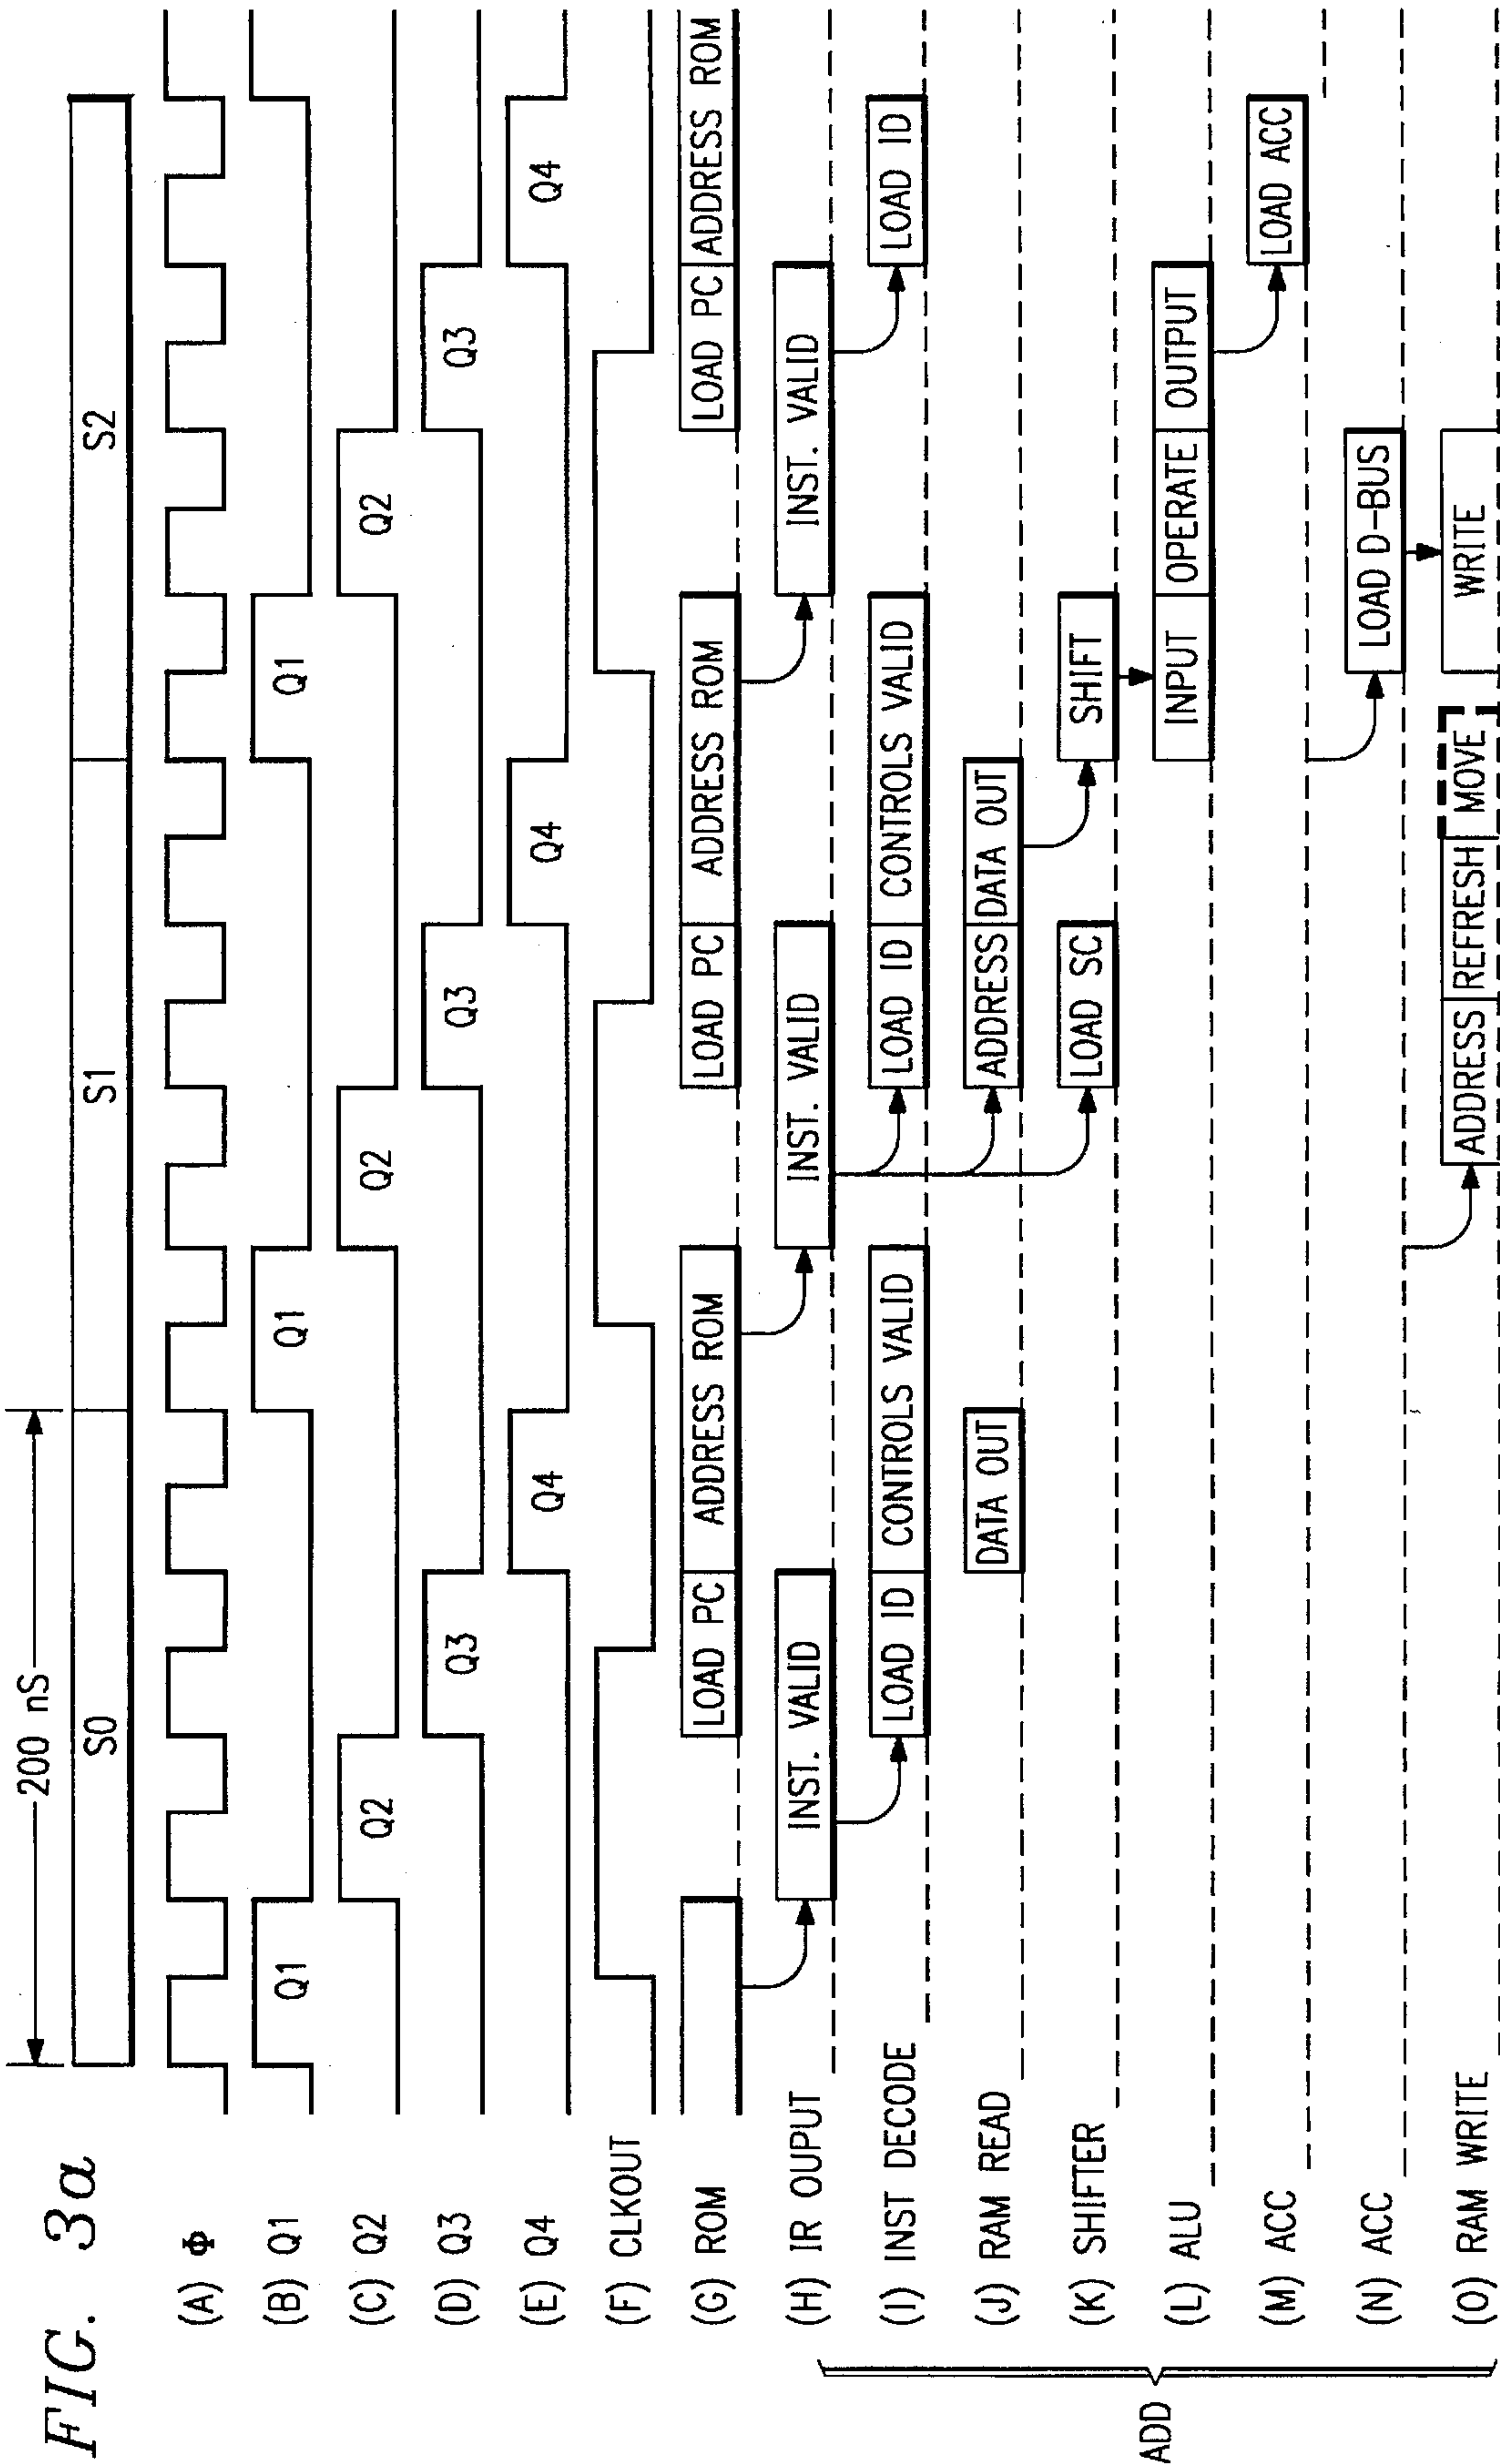 FIG. 3a
200 nS
S0 S1 S2
(A) Φ
(B) Q1 Q1 Q1 Q1
(C) Q2 Q2 Q2 Q2
(D) Q3 Q3 Q3 Q3
(E) Q4 Q4 Q4 Q4
(F) CLKOUT
(G) ROM LOAD PC ADDRESS ROM LOAD PC ADDRESS ROM LOAD PC ADDRESS ROM
(H) IR OUPUT INST. VALID INST. VALID INST. VALID
(I) INST DECODE LOAD ID CONTROLS VALID LOAD ID CONTROLS VALID LOAD ID
(J) RAM READ DATA OUT ADDRESS DATA OUT
(K) SHIFTER LOAD SC SHIFT
(L) ALU INPUT OPERATE OUTPUT
(M) ACC LOAD ACC
(N) ACC LOAD D-BUS
(O) RAM WRITE ADDRESS REFRESH MOVE WRITE
ADD